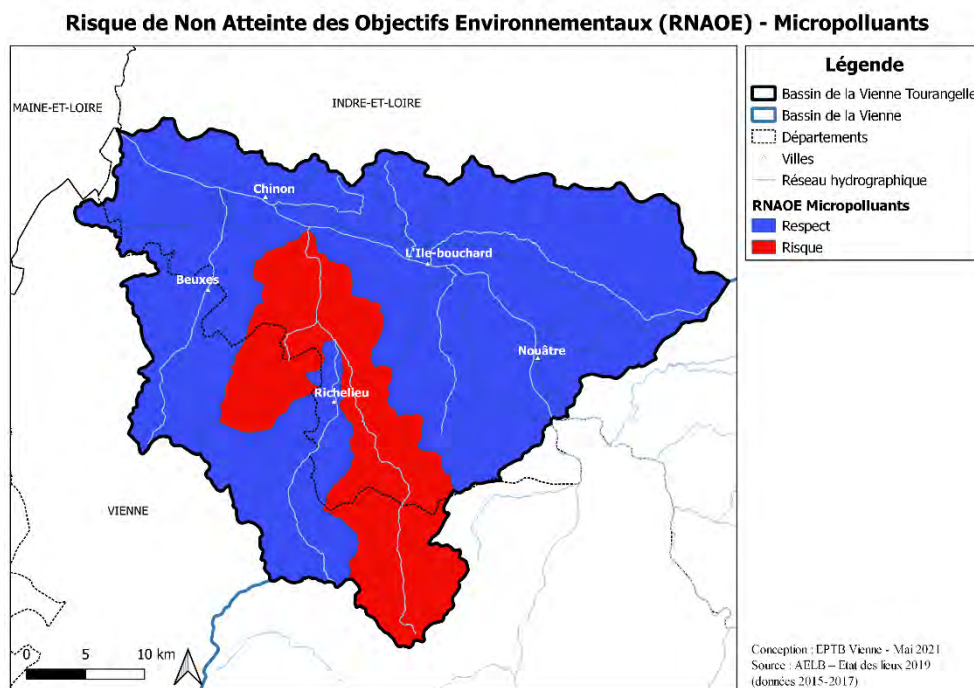 Risque de Non Atteinte des Objectifs Environnementaux (RNAOE) - Micropolluants
MAINE-ET-LOIRE
INDRE-ET-LOIRE
Chinon
L'Ile-bouchard
Beuxes
Nouâtre
Richelieu
VIENNE
0 5 10 km
Légende
Bassin de la Vienne Tourangelle
Bassin de la Vienne
Départements
Villes
Réseau hydrographique
RNAOE Micropolluants
Respect
Risque
Conception : EPTB Vienne - Mai 2021
Source : AELB – Etat des lieux 2019
(données 2015-2017)